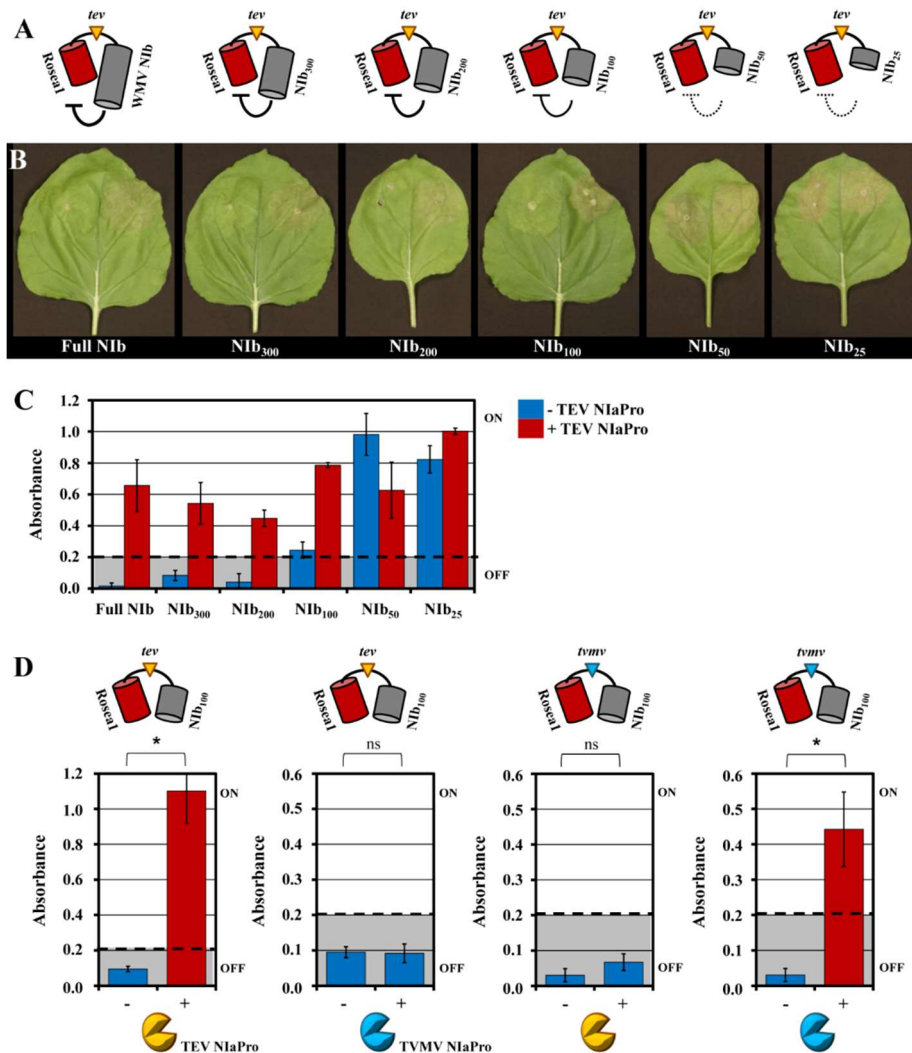 A
tev tev tev tev tev tev
Rosea1 WMV NIb Rosea1 NIb300 Rosea1 NIb200 Rosea1 NIb100 Rosea1 NIb50 Rosea1 NIb25
B
Full NIb NIb300 NIb200 NIb100 NIb50 NIb25
C
Absorbance
1.2
1.0
0.8
0.6
0.4
0.2
0.0
ON
OFF
Full NIb NIb300 NIb200 NIb100 NIb50 NIb25
- TEV NIaPro
+ TEV NIaPro
D
tev tev tvmv tvmv
Rosea1 NIb100 Rosea1 NIb100 Rosea1 NIb100 Rosea1 NIb100
* ns ns *
Absorbance
1.2
1.0
0.8
0.6
0.4
0.2
0.0
ON
OFF
- +
Absorbance
0.6
0.5
0.4
0.3
0.2
0.1
0.0
ON
OFF
- +
Absorbance
0.6
0.5
0.4
0.3
0.2
0.1
0.0
ON
OFF
- +
Absorbance
0.6
0.5
0.4
0.3
0.2
0.1
0.0
ON
OFF
- +
TEV NIaPro TVMV NIaPro